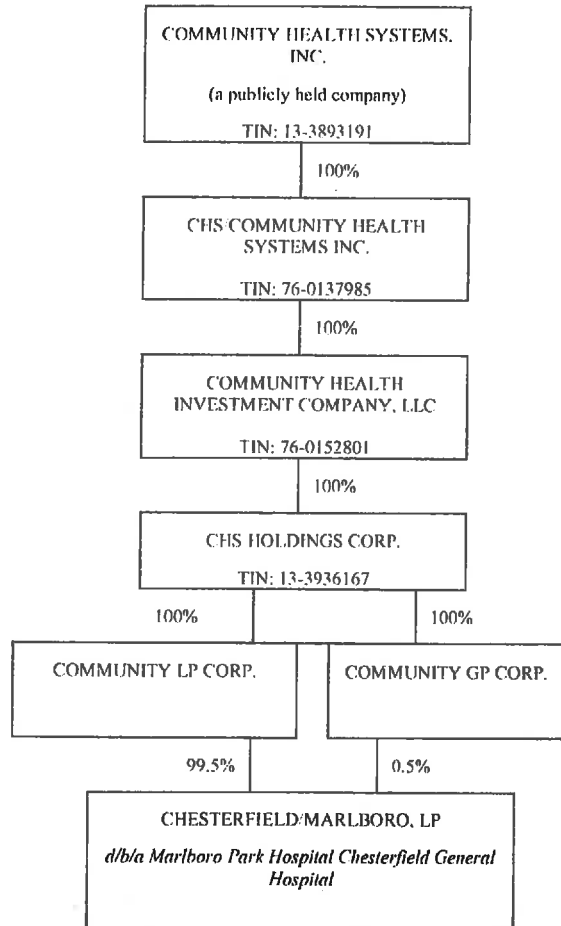 COMMUNITY HEALTH SYSTEMS,
INC.
(a publicly held company)
TIN: 13-3893191
100%
CHS/COMMUNITY HEALTH
SYSTEMS INC.
TIN: 76-0137985
100%
COMMUNITY HEALTH
INVESTMENT COMPANY, LLC
TIN: 76-0152801
100%
CHS HOLDINGS CORP.
TIN: 13-3936167
100%
100%
COMMUNITY LP CORP.
COMMUNITY GP CORP.
99.5%
0.5%
CHESTERFIELD/MARLBORO, LP
d/b/a Marlboro Park Hospital Chesterfield General
Hospital